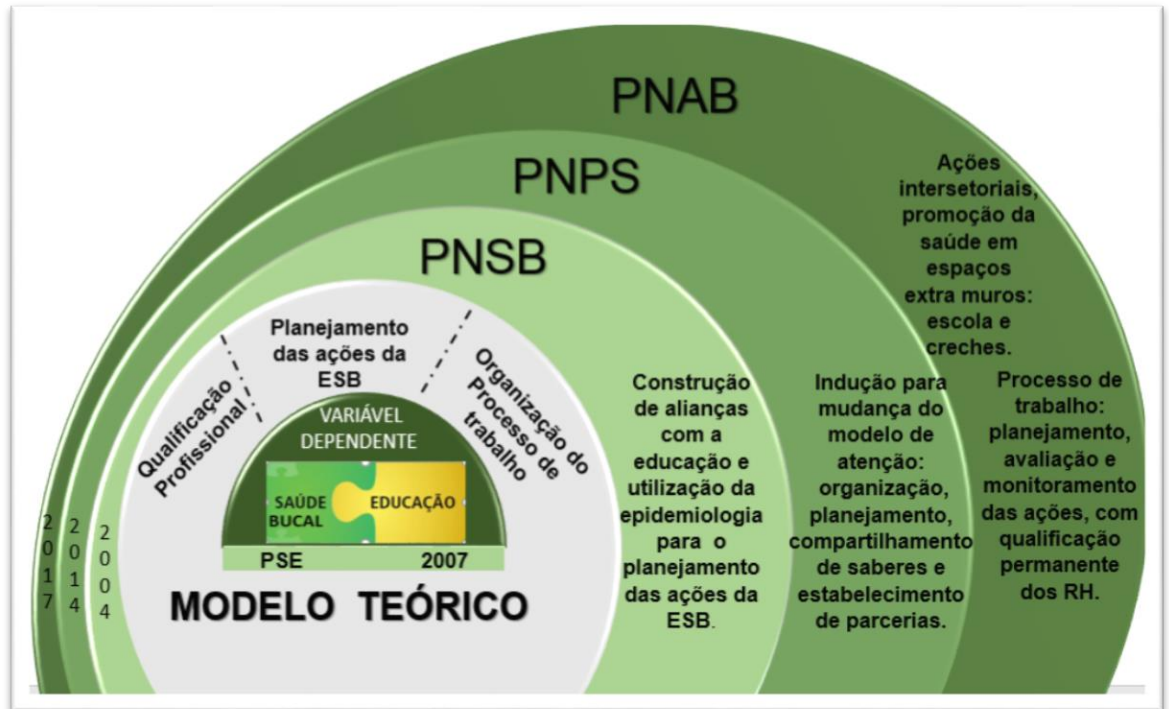 PNAB
Ações
intersetoriais,
promoção da
saúde em
espaços
extra muros:
escola e
creches.
Processo de
trabalho:
planejamento,
avaliação e
monitoramento
das ações, com
qualificação
permanente
dos RH.
PNPS
Indução para
mudança do
modelo de
atenção:
organização,
planejamento,
compartilhamento
de saberes e
estabelecimento
de parcerias.
PNSB
Construção
de alianças
com a
educação e
utilização da
epidemiologia
para o
planejamento
das ações da
ESB.
Qualificação
Profissional
Planejamento
das ações da
ESB
Organização do
Processo de
trabalho
VARIÁVEL
DEPENDENTE
SAÚDE
BUCAL
EDUCAÇÃO
PSE 2007
MODELO TEÓRICO
2017
2014
2004